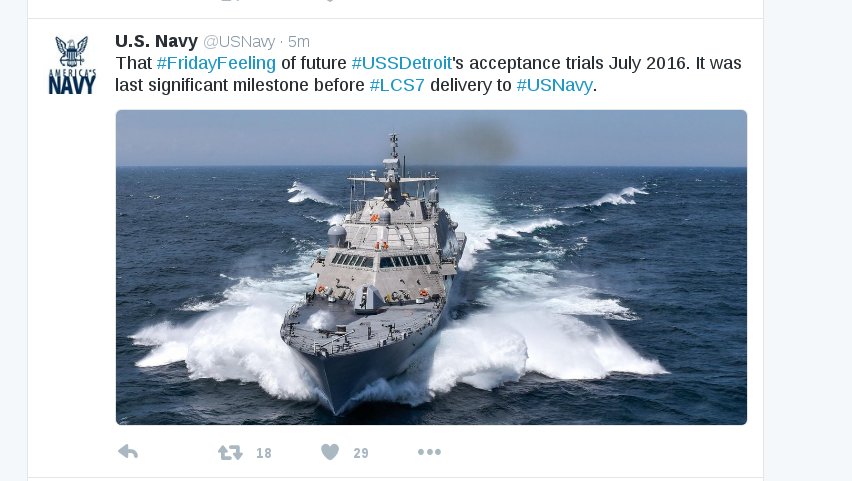 U.S. Navy @USNavy · 5m
That #FridayFeeling of future #USSDetroit's acceptance trials July 2016. It was
last significant milestone before #LCS7 delivery to #USNavy.
AMERICA'S
NAVY
18 29